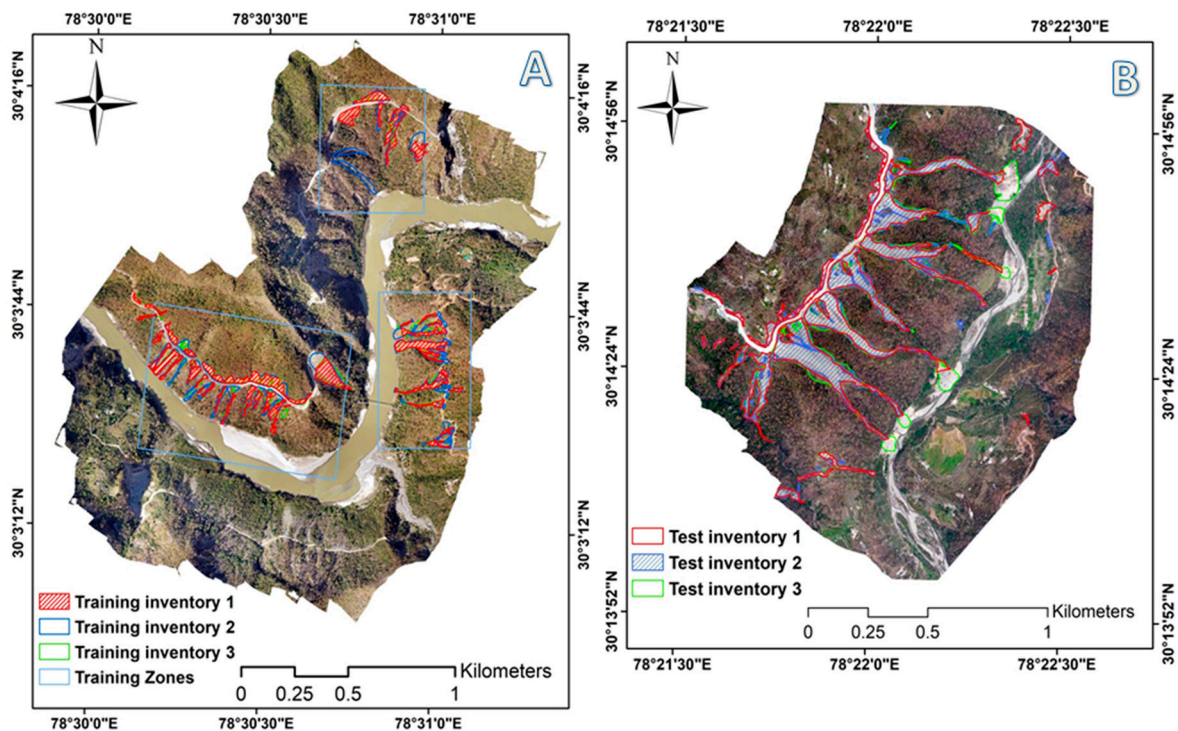 78°30'0"E 78°30'30"E 78°31'0"E
N
A
30°4'16"N
30°4'16"N
30°3'44"N
30°3'44"N
30°3'12"N
30°3'12"N
Training inventory 1
Training inventory 2
Training inventory 3
Training Zones
Kilometers
0 0.25 0.5 1
78°30'0"E 78°30'30"E 78°31'0"E
78°21'30"E 78°22'0"E 78°22'30"E
N
B
30°14'56"N
30°14'56"N
30°14'24"N
30°14'24"N
30°13'52"N
30°13'52"N
Test inventory 1
Test inventory 2
Test inventory 3
Kilometers
0 0.25 0.5 1
78°21'30"E 78°22'0"E 78°22'30"E